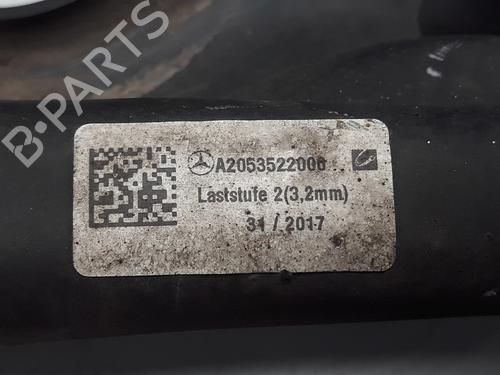 B-PARTS
A2053522006
Laststufe 2(3,2mm)
31 / 2017